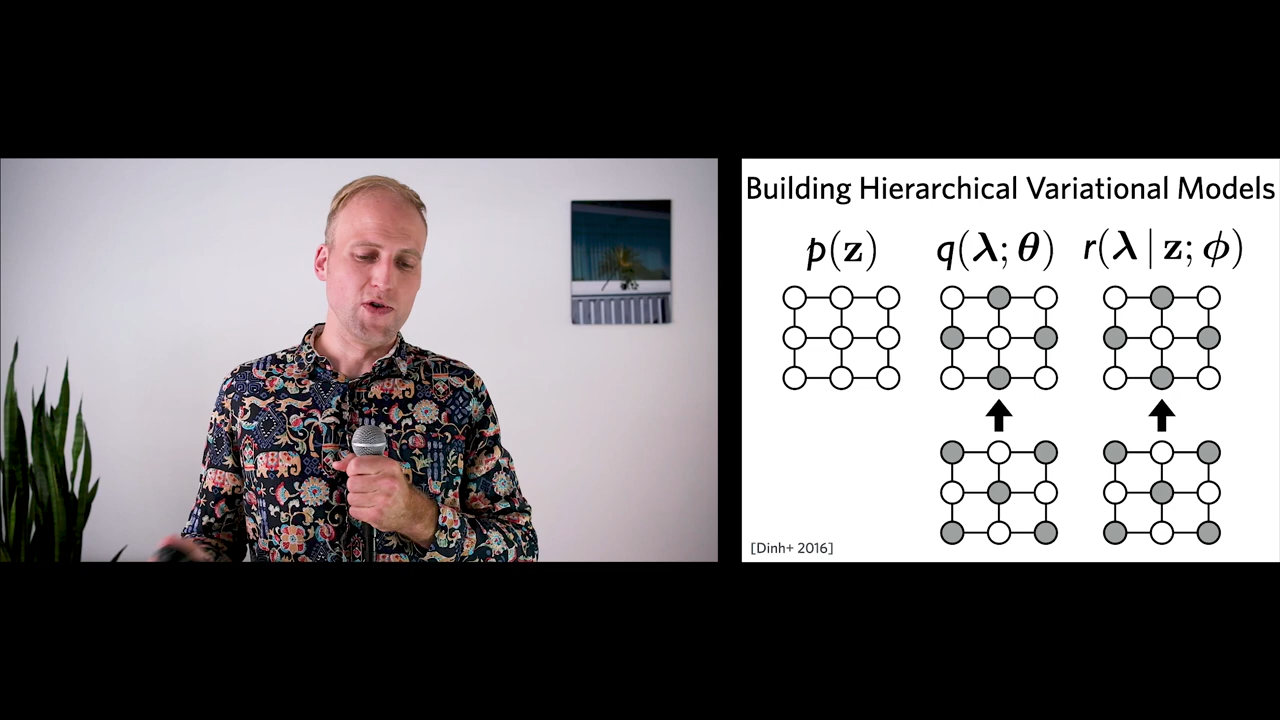 Building Hierarchical Variational Models
p(z) q(λ; θ) r(λ | z; ϕ)
[Dinh+ 2016]